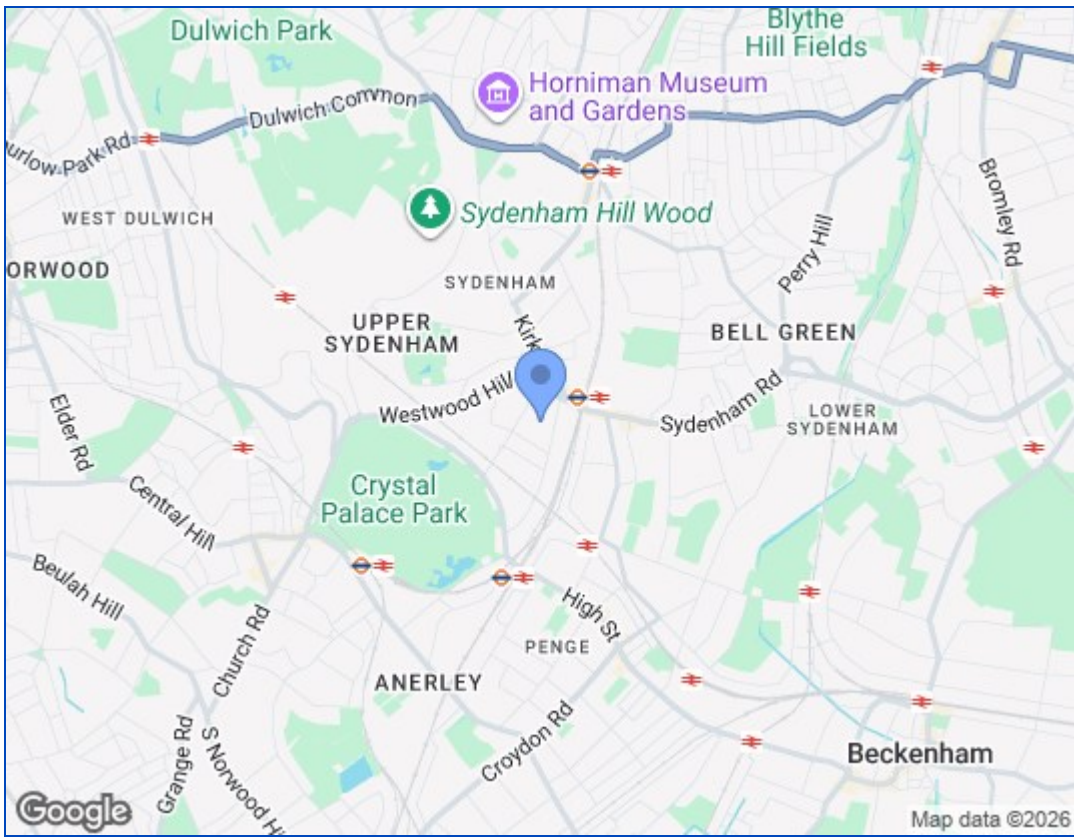 Dulwich Park
Blythe
Hill Fields
Horniman Museum
and Gardens
Dulwich Common
urlow Park Rd
WEST DULWICH
Sydenham Hill Wood
Bromley Rd
Perry Hill
ORWOOD
SYDENHAM
UPPER
SYDENHAM
Kirk
BELL GREEN
Westwood Hill
Sydenham Rd
LOWER
SYDENHAM
Elder Rd
Crystal
Palace Park
Central Hill
Beulah Hill
High St
Church Rd
PENGE
ANERLEY
Croydon Rd
Grange Rd
S Norwood Hi
Beckenham
Google
Map data ©2026